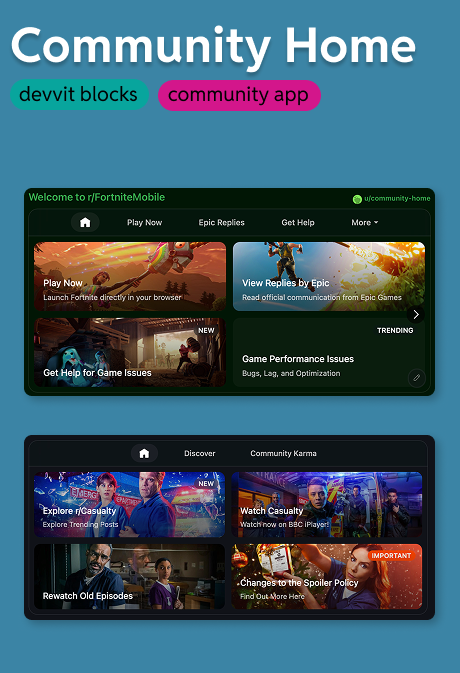 Community Home
devvit blocks
community app
Welcome to r/FortniteMobile
u/community-home
Play Now
Epic Replies
Get Help
More
Play Now
Launch Fortnite directly in your browser
View Replies by Epic
Read official communication from Epic Games
NEW
Get Help for Game Issues
TRENDING
Game Performance Issues
Bugs, Lag, and Optimization
Discover
Community Karma
NEW
Explore r/Casualty
Explore Trending Posts
Watch Casualty
Watch now on BBC iPlayer!
Rewatch Old Episodes
IMPORTANT
Changes to the Spoiler Policy
Find Out More Here